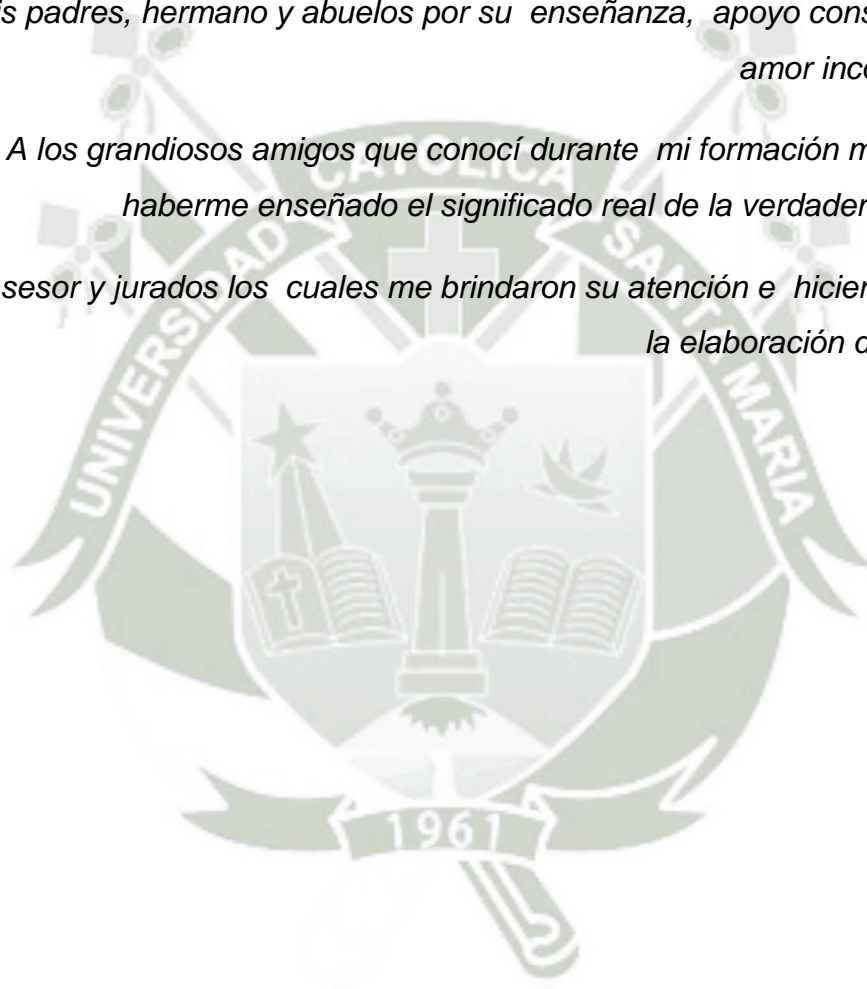 is padres, hermano y abuelos por su enseñanza, apoyo cons
amor inc
A los grandiosos amigos que conocí durante mi formación m
haberme enseñado el significado real de la verdader
sesor y jurados los cuales me brindaron su atención e hicier
la elaboración d
UNIVERSIDAD CATOLICA SANTA MARIA
1961